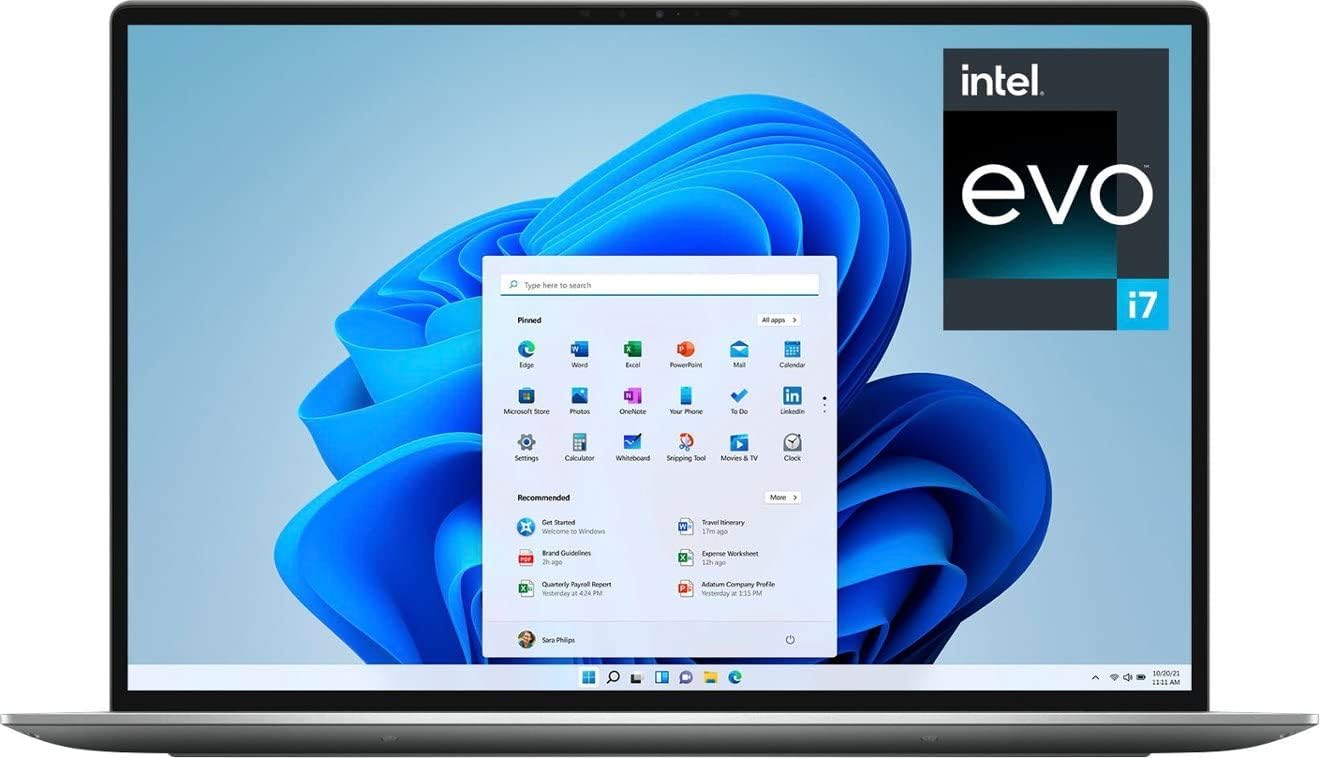 intel.
evo™
i7
Type here to search
Pinned
All apps >
Edge
Word
Excel
PowerPoint
Mail
Calendar
Microsoft Store
Photos
OneNote
Your Phone
To Do
LinkedIn
Settings
Calculator
Whiteboard
Snipping Tool
Movies & TV
Clock
Recommended
More >
Get Started
Welcome to Windows
Travel Itinerary
17m ago
Brand Guidelines
2h ago
Expense Worksheet
12h ago
Quarterly Payroll Report
Yesterday at 4:24 PM
Adatum Company Profile
Yesterday at 1:15 PM
Sara Philips
10/20/21
11:11 AM